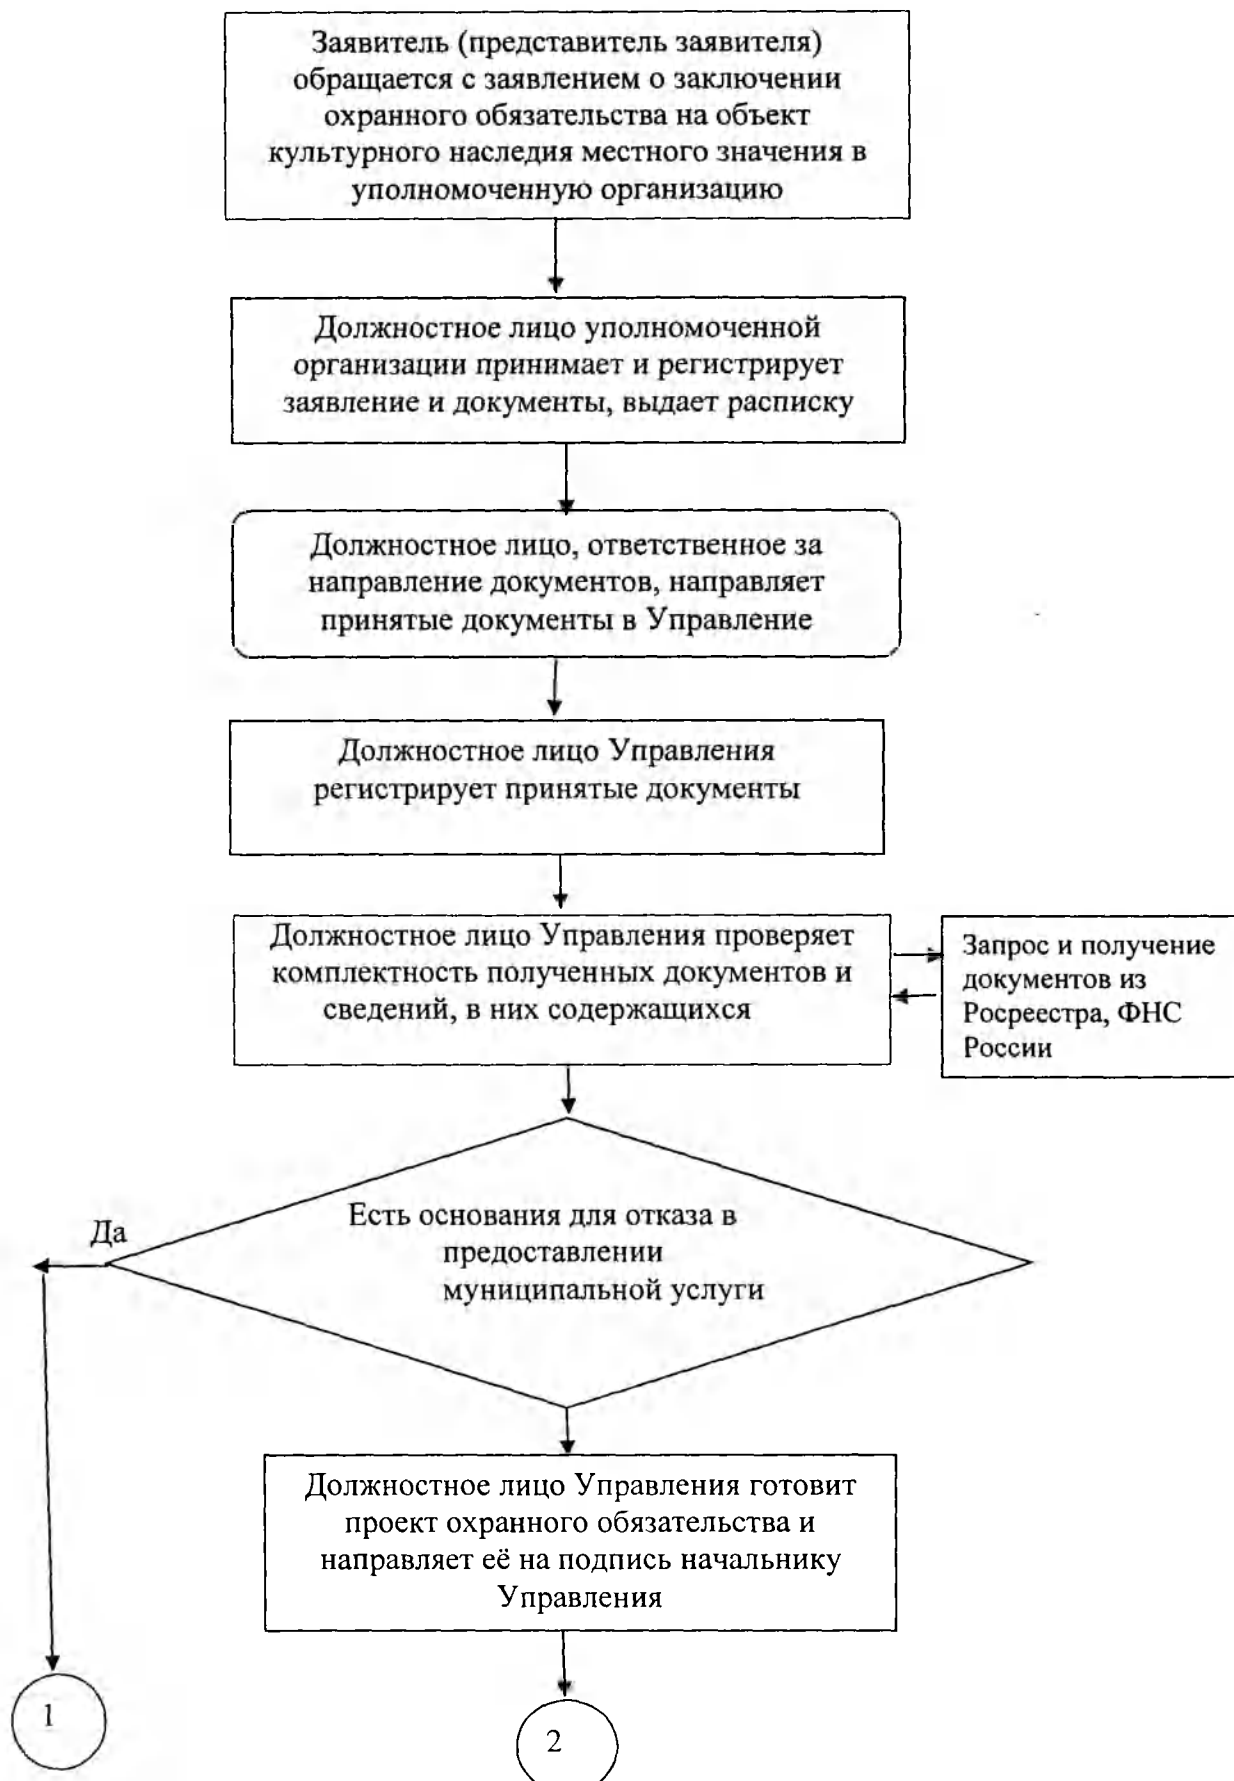 Заявитель (представитель заявителя)
обращается с заявлением о заключении
охранного обязательства на объект
культурного наследия местного значения в
уполномоченную организацию
Должностное лицо уполномоченной
организации принимает и регистрирует
заявление и документы, выдает расписку
Должностное лицо, ответственное за
направление документов, направляет
принятые документы в Управление
Должностное лицо Управления
регистрирует принятые документы
Должностное лицо Управления проверяет
комплектность полученных документов и
сведений, в них содержащихся
Запрос и получение
документов из
Росреестра, ФНС
России
Да
Есть основания для отказа в
предоставлении
муниципальной услуги
Должностное лицо Управления готовит
проект охранного обязательства и
направляет её на подпись начальнику
Управления
1
2